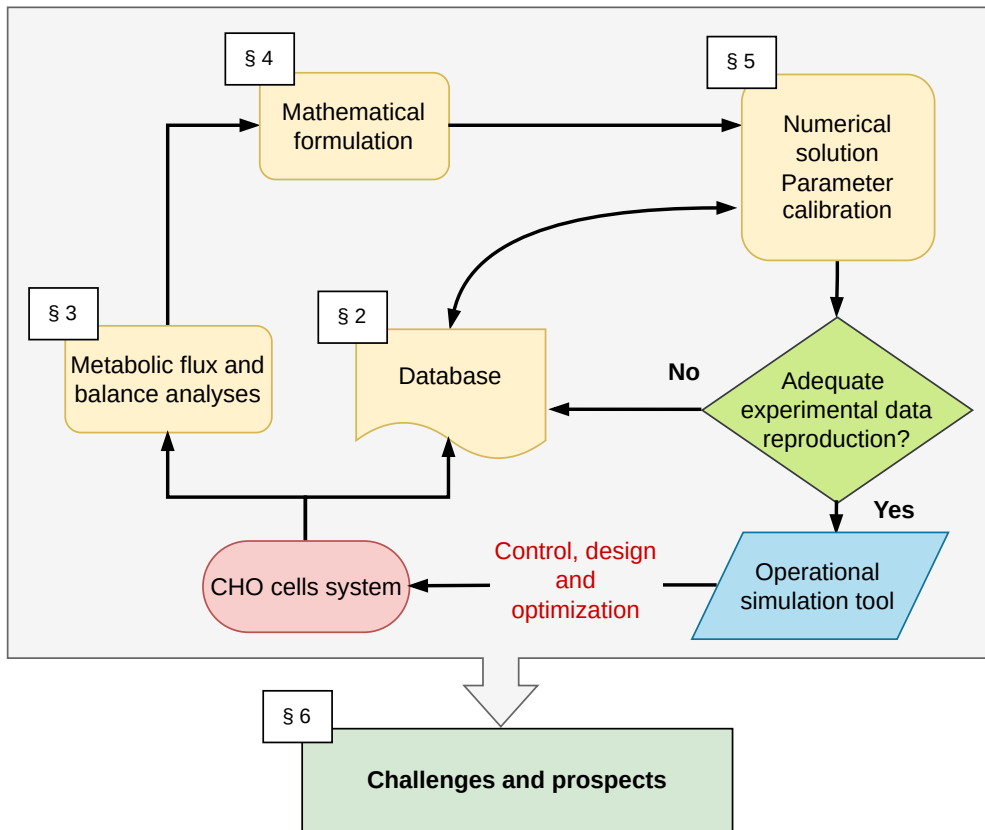 § 4
Mathematical
formulation
§ 5
Numerical
solution
Parameter
calibration
§ 3
Metabolic flux and
balance analyses
§ 2
Database
No
Adequate
experimental data
reproduction?
Yes
CHO cells system
Control, design
and
optimization
Operational
simulation tool
§ 6
Challenges and prospects